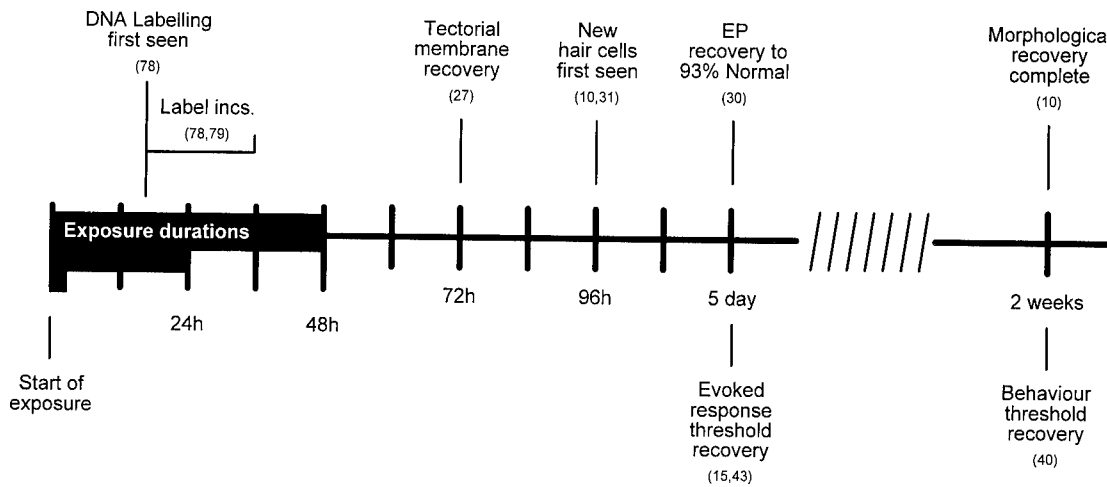 DNA Labelling
first seen
(78)
Label incs.
(78,79)
Tectorial
membrane
recovery
(27)
New
hair cells
first seen
(10,31)
EP
recovery to
93% Normal
(30)
Morphological
recovery
complete
(10)
Exposure durations
24h
48h
72h
96h
5 day
2 weeks
Start of
exposure
Evoked
response
threshold
recovery
(15,43)
Behaviour
threshold
recovery
(40)